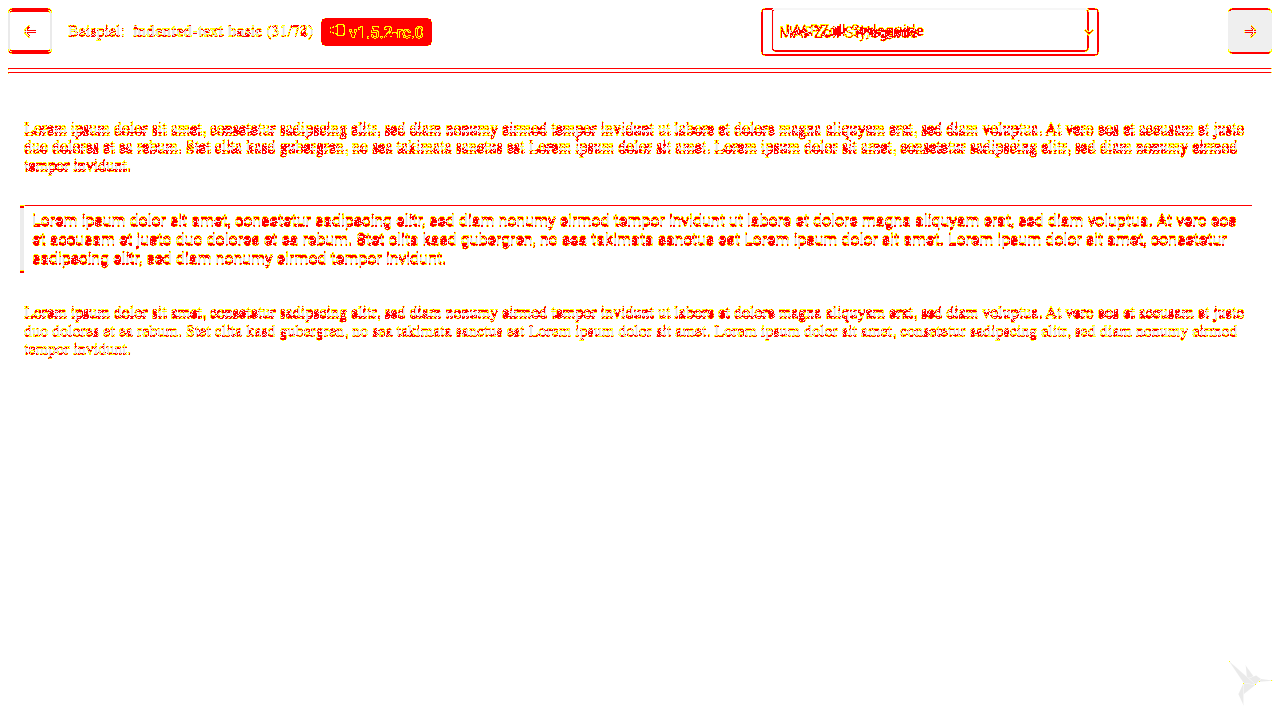 Beispiel: indented-text basic (31/78) v1.5.2-rc.0
Lorem ipsum dolor sit amet, consetetur sadipscing elitr, sed diam nonumy eirmod tempor invidunt ut labore et dolore magna aliquyam erat, sed diam voluptua. At vero eos et accusam et justo
duo dolores et ea rebum. Stet clita kasd gubergren, no sea takimata sanctus est Lorem ipsum dolor sit amet. Lorem ipsum dolor sit amet, consetetur sadipscing elitr, sed diam nonumy eirmod
tempor invidunt.
Lorem ipsum dolor sit amet, consetetur sadipscing elitr, sed diam nonumy eirmod tempor invidunt ut labore et dolore magna aliquyam erat, sed diam voluptua. At vero eos
et accusam et justo duo dolores et ea rebum. Stet clita kasd gubergren, no sea takimata sanctus est Lorem ipsum dolor sit amet. Lorem ipsum dolor sit amet, consetetur
sadipscing elitr, sed diam nonumy eirmod tempor invidunt.
Lorem ipsum dolor sit amet, consetetur sadipscing elitr, sed diam nonumy eirmod tempor invidunt ut labore et dolore magna aliquyam erat, sed diam voluptua. At vero eos et accusam et justo
duo dolores et ea rebum. Stet clita kasd gubergren, no sea takimata sanctus est Lorem ipsum dolor sit amet. Lorem ipsum dolor sit amet, consetetur sadipscing elitr, sed diam nonumy eirmod
tempor invidunt.